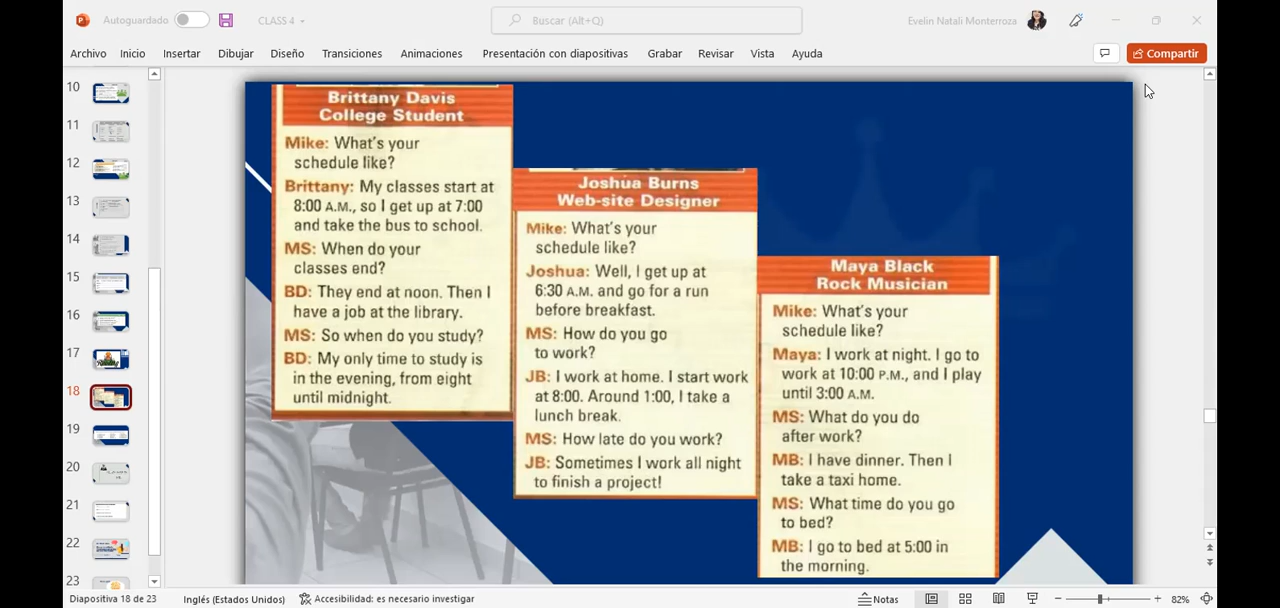 Autoguardado
CLASS 4
Buscar (Alt+Q)
Evelin Natali Monterroza
Archivo
Inicio
Insertar
Dibujar
Diseño
Transiciones
Animaciones
Presentación con diapositivas
Grabar
Revisar
Vista
Ayuda
Compartir
10
11
12
13
14
15
16
17
18
19
20
21
22
23
Brittany Davis
College Student
Mike: What's your
schedule like?
Brittany: My classes start at
8:00 A.M., so I get up at 7:00
and take the bus to school.
MS: When do your
classes end?
BD: They end at noon. Then I
have a job at the library.
MS: So when do you study?
BD: My only time to study is
in the evening, from eight
until midnight.
Joshua Burns
Web-site Designer
Mike: What's your
schedule like?
Joshua: Well, I get up at
6:30 A.M. and go for a run
before breakfast.
MS: How do you go
to work?
JB: I work at home. I start work
at 8:00. Around 1:00, I take a
lunch break.
MS: How late do you work?
JB: Sometimes I work all night
to finish a project!
Maya Black
Rock Musician
Mike: What's your
schedule like?
Maya: I work at night. I go to
work at 10:00 P.M., and I play
until 3:00 A.M.
MS: What do you do
after work?
MB: I have dinner. Then I
take a taxi home.
MS: What time do you go
to bed?
MB: I go to bed at 5:00 in
the morning.
Diapositiva 18 de 23
Inglés (Estados Unidos)
Accesibilidad: es necesario investigar
Notas
82%